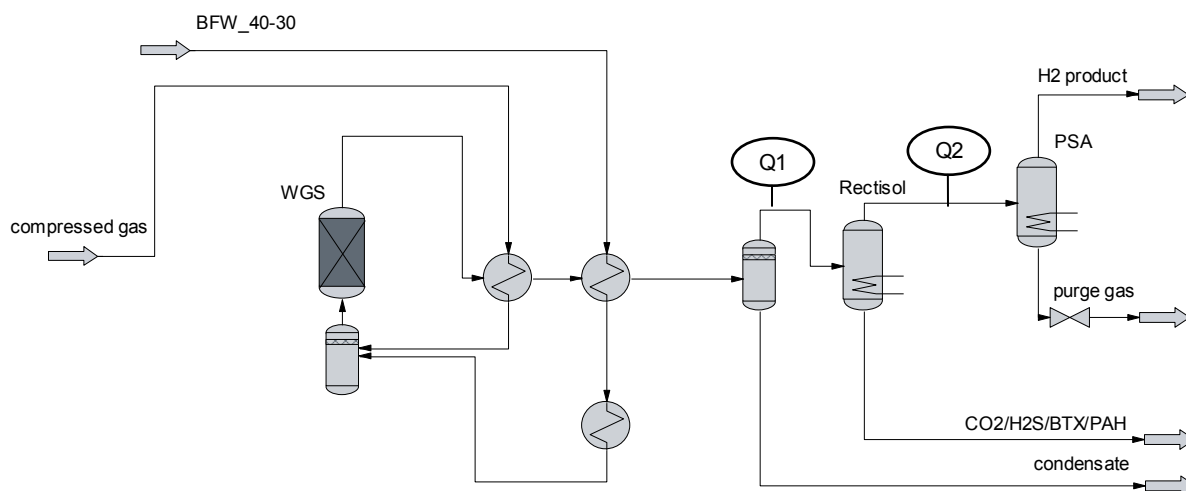 BFW_40-30
H2 product
PSA
Q1
Q2
Rectisol
WGS
compressed gas
purge gas
CO2/H2S/BTX/PAH
condensate